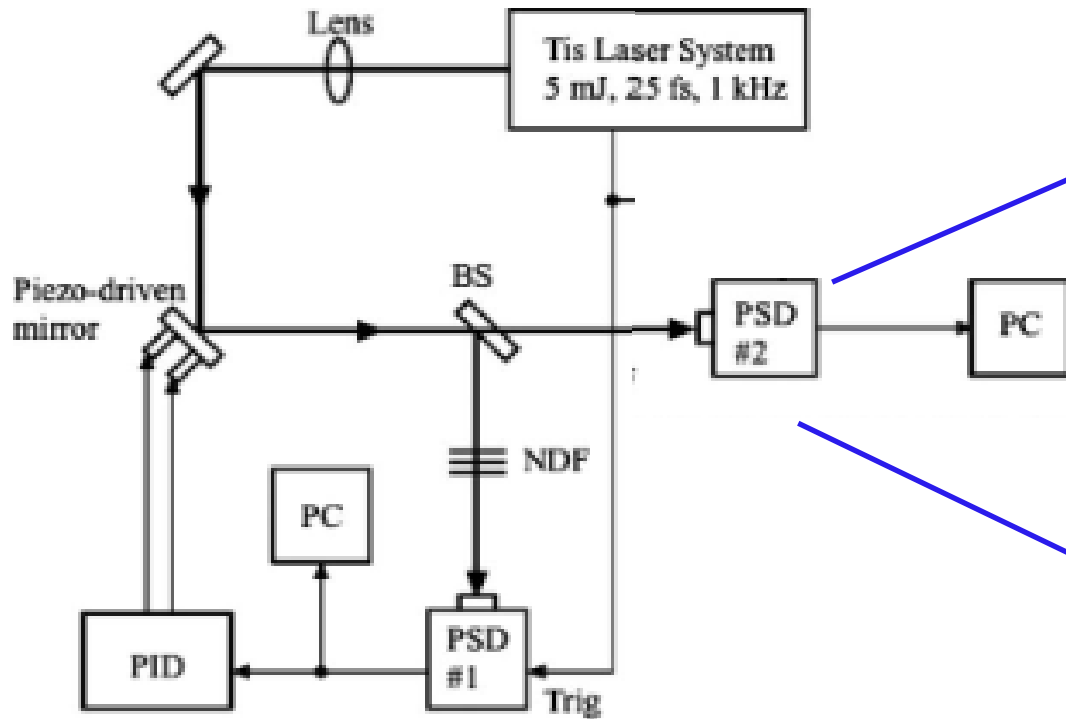 Lens
Tis Laser System
5 mJ, 25 fs, 1 kHz
BS
Piezo-driven
mirror
PSD
#2
PC
NDF
PC
PSD
#1
PID
Trig